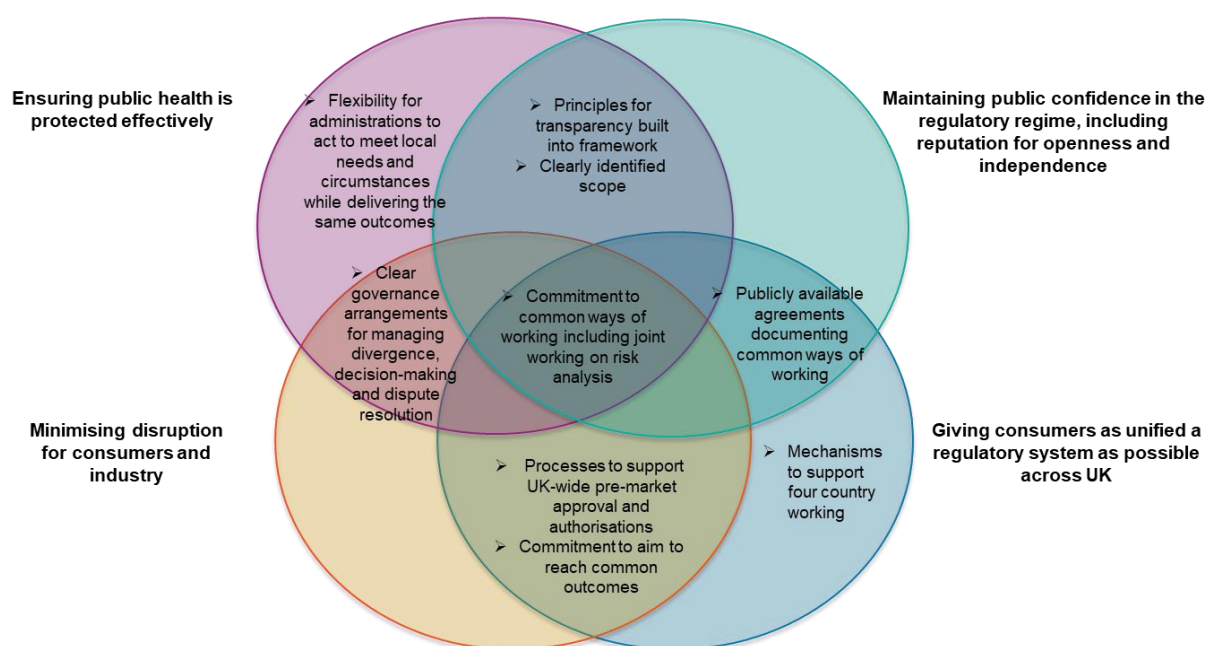 Ensuring public health is
protected effectively
Maintaining public confidence in the
regulatory regime, including
reputation for openness and
independence
➢ Flexibility for
administrations to
act to meet local
needs and
circumstances
while delivering the
same outcomes
➢ Principles for
transparency built
into framework
➢ Clearly identified
scope
➢ Clear
governance
arrangements
for managing
divergence,
decision-making
and dispute
resolution
➢ Commitment to
common ways of
working including joint
working on risk
analysis
➢ Publicly available
agreements
documenting
common ways of
working
Minimising disruption
for consumers and
industry
Giving consumers as unified a
regulatory system as possible
across UK
➢ Processes to support
UK-wide pre-market
approval and
authorisations
➢ Commitment to aim to
reach common
outcomes
➢ Mechanisms
to support
four country
working